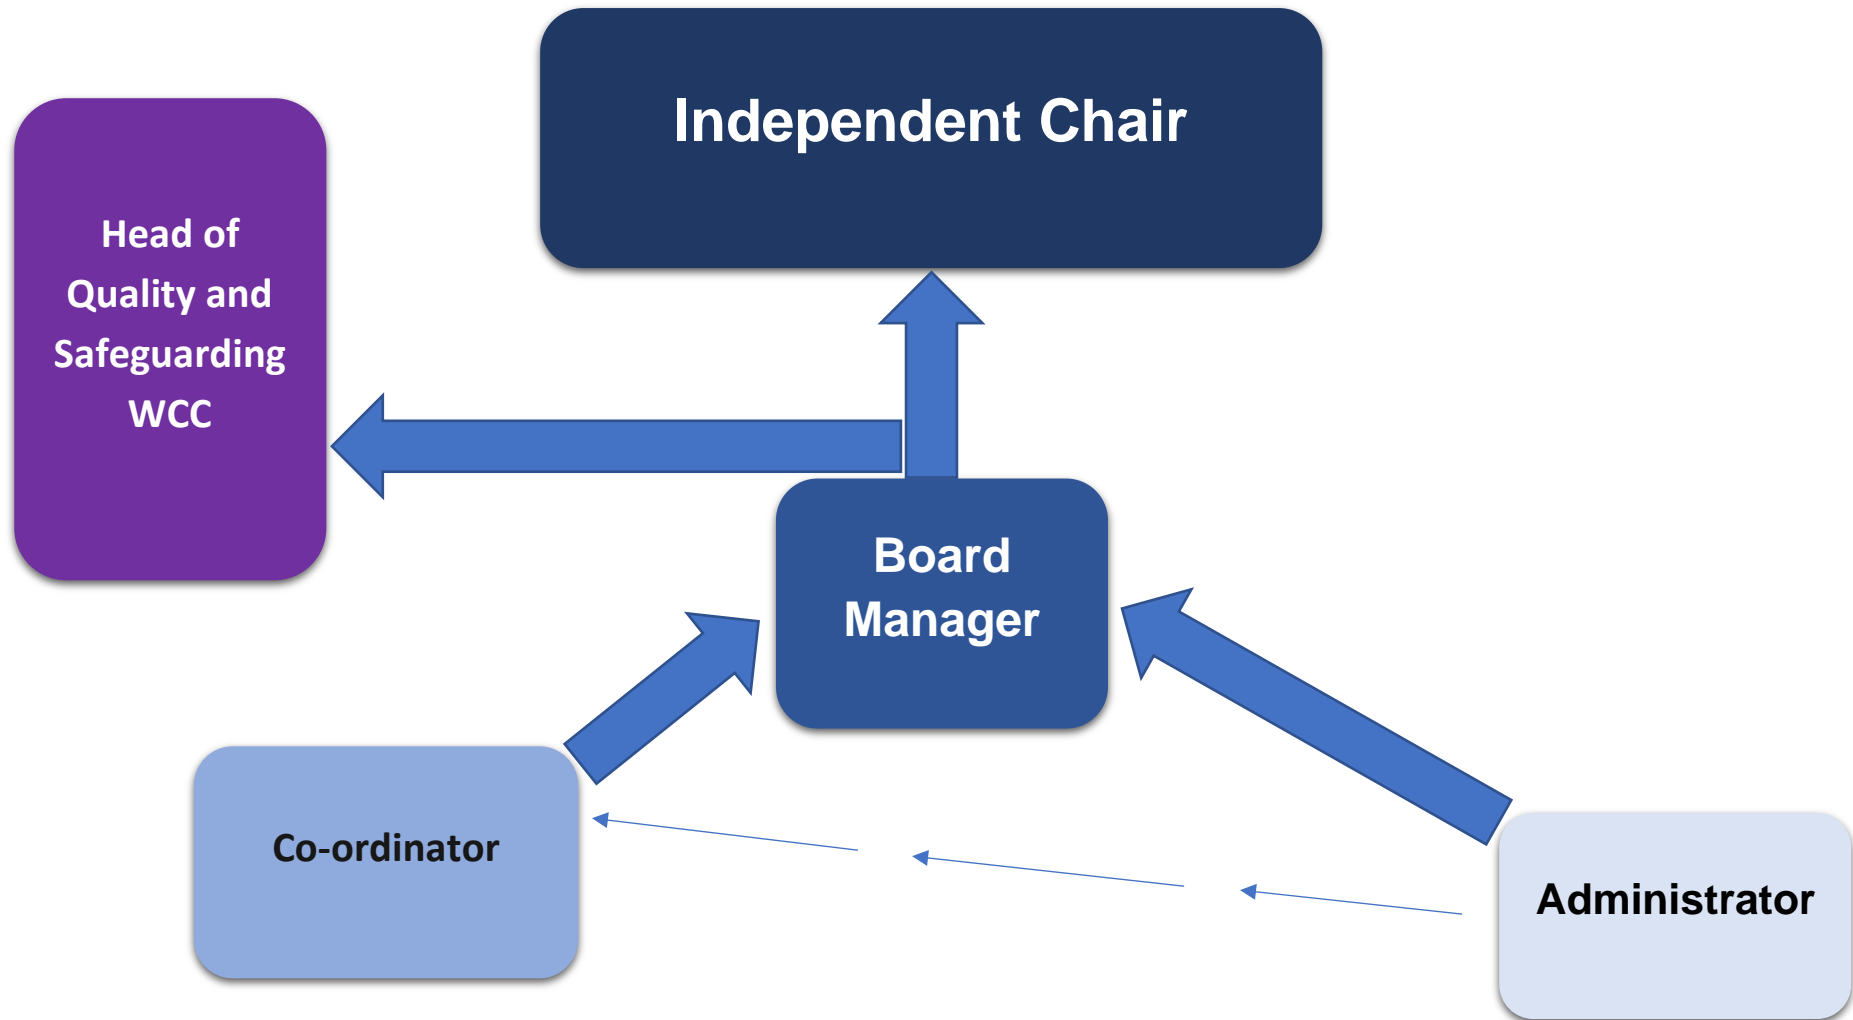 Independent Chair
Head of
Quality and
Safeguarding
WCC
Board
Manager
Co-ordinator
Administrator